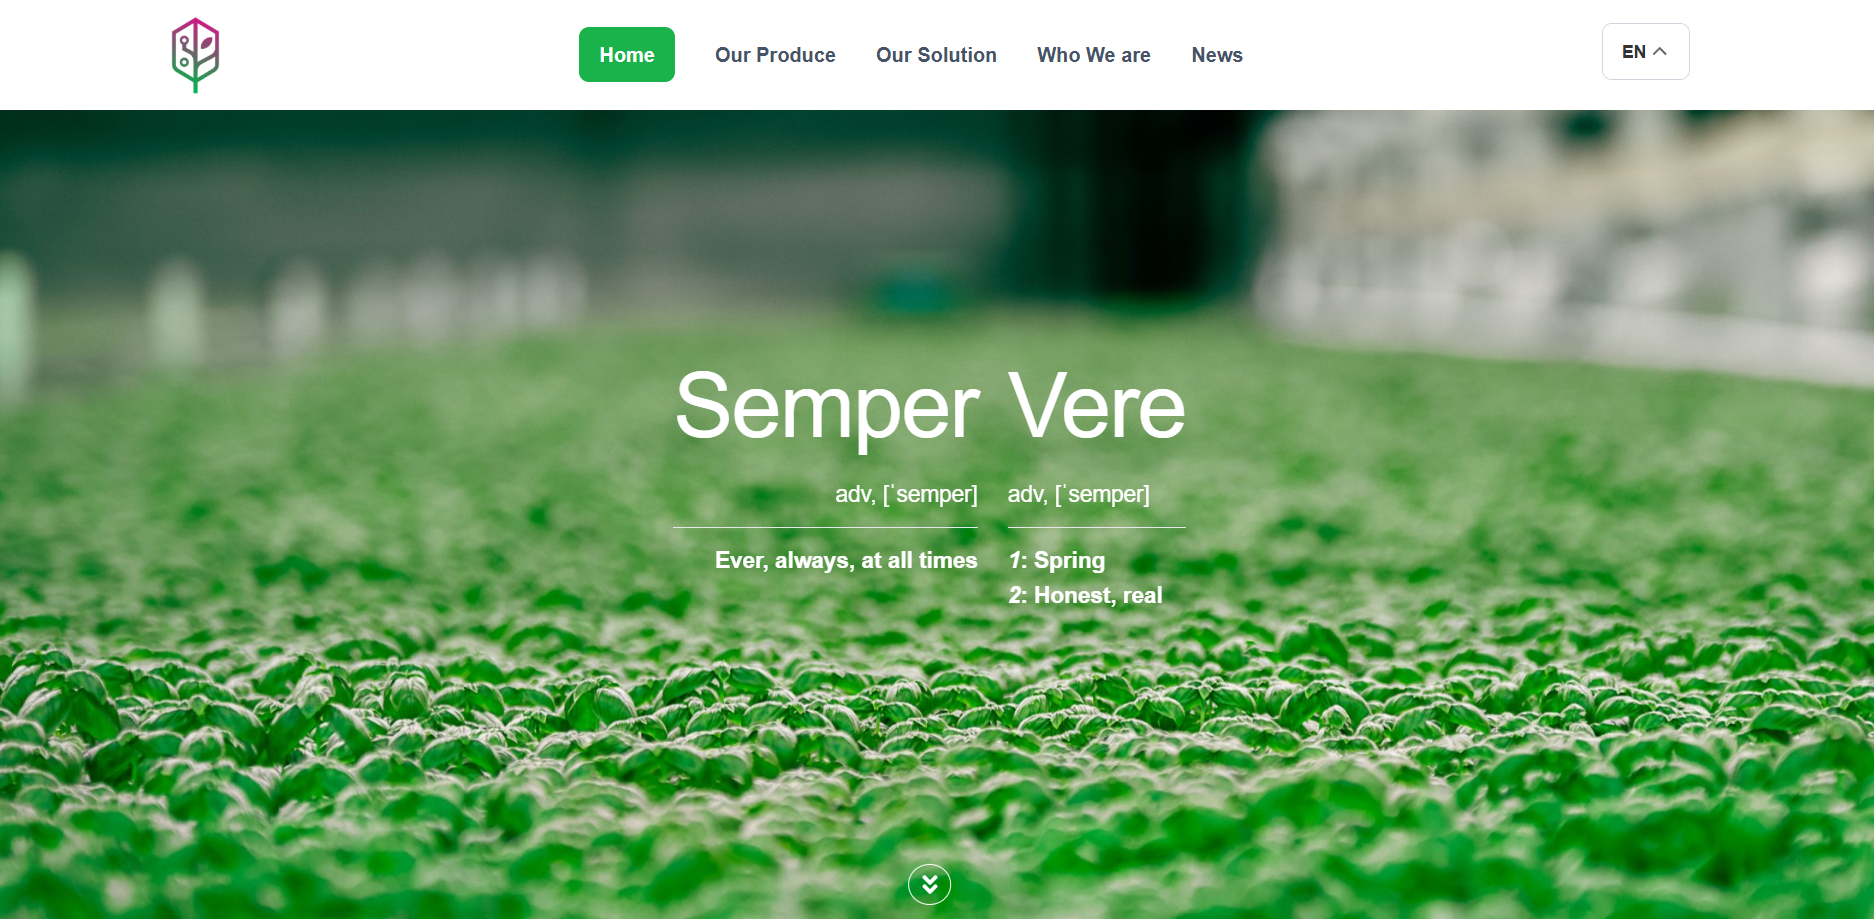 Home
Our Produce
Our Solution
Who We are
News
EN
Semper Vere
adv, [ˈsemper]
adv, [ˈsemper]
Ever, always, at all times
1: Spring
2: Honest, real